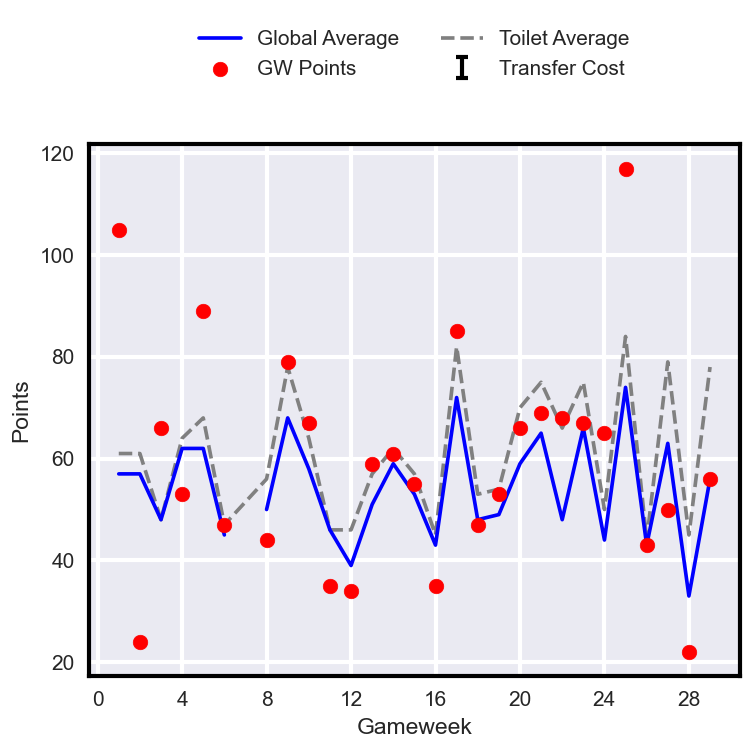 Global Average
Toilet Average
GW Points
Transfer Cost
120
100
80
60
40
20
Points
0 4 8 12 16 20 24 28
Gameweek